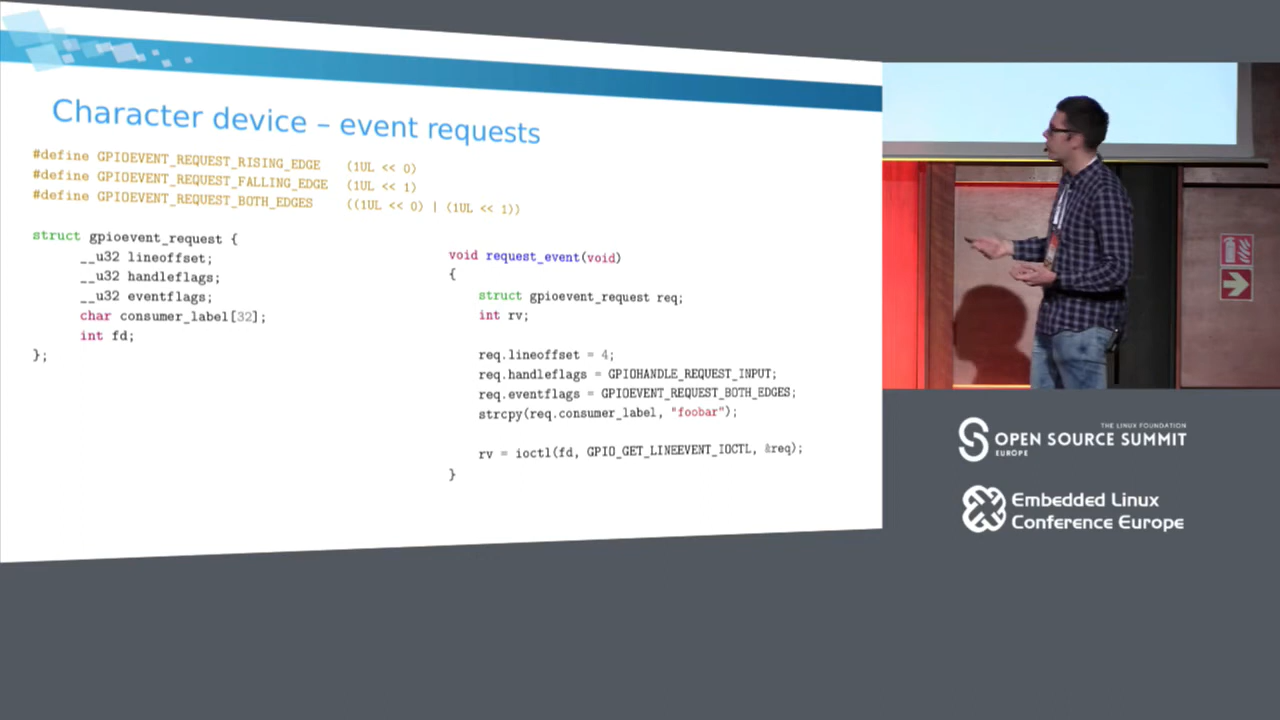 Character device – event requests
#define GPIOEVENT_REQUEST_RISING_EDGE (1UL << 0)
#define GPIOEVENT_REQUEST_FALLING_EDGE (1UL << 1)
#define GPIOEVENT_REQUEST_BOTH_EDGES ((1UL << 0) | (1UL << 1))
struct gpioevent_request {
__u32 lineoffset;
__u32 handleflags;
__u32 eventflags;
char consumer_label[32];
int fd;
};
void request_event(void)
{
struct gpioevent_request req;
int rv;
req.lineoffset = 4;
req.handleflags = GPIOHANDLE_REQUEST_INPUT;
req.eventflags = GPIOEVENT_REQUEST_BOTH_EDGES;
strcpy(req.consumer_label, "foobar");
rv = ioctl(fd, GPIO_GET_LINEEVENT_IOCTL, &req);
}
THE LINUX FOUNDATION
OPEN SOURCE SUMMIT
EUROPE
Embedded Linux
Conference Europe